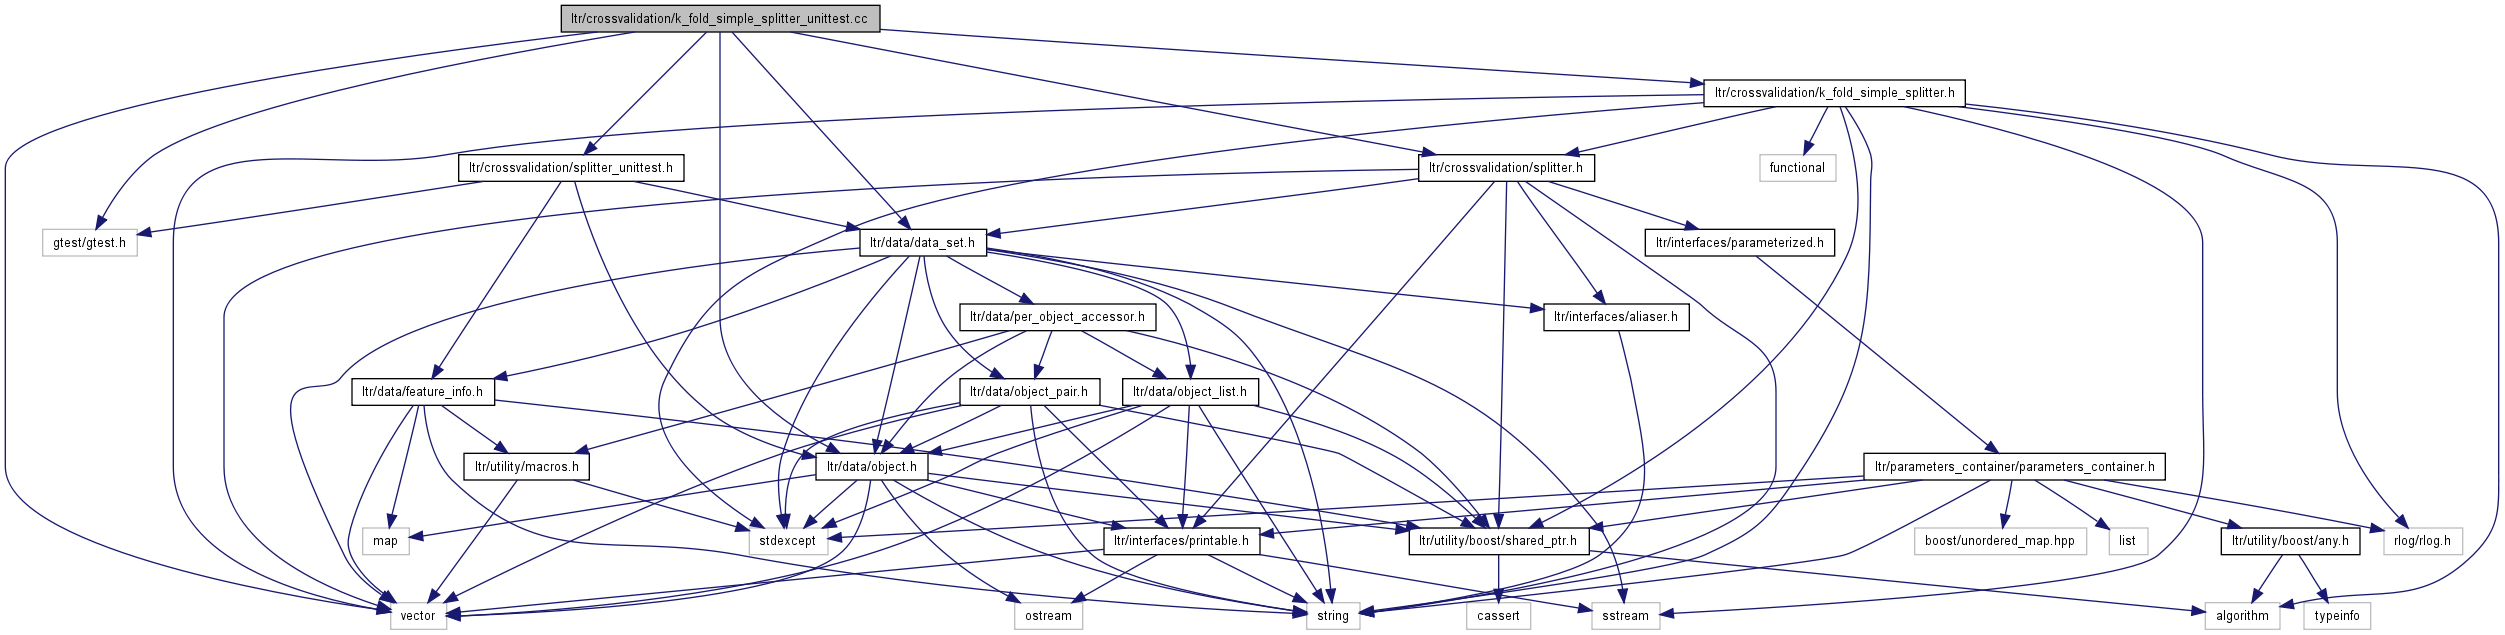 ltr/crossvalidation/k_fold_simple_splitter_unittest.cc
ltr/crossvalidation/k_fold_simple_splitter.h
ltr/crossvalidation/splitter_unittest.h
ltr/crossvalidation/splitter.h
functional
gtest/gtest.h
ltr/data/data_set.h
ltr/interfaces/parameterized.h
ltr/data/per_object_accessor.h
ltr/interfaces/aliaser.h
ltr/data/feature_info.h
ltr/data/object_pair.h
ltr/data/object_list.h
ltr/utility/macros.h
ltr/data/object.h
ltr/parameters_container/parameters_container.h
map
stdexcept
ltr/interfaces/printable.h
ltr/utility/boost/shared_ptr.h
boost/unordered_map.hpp
list
ltr/utility/boost/any.h
rlog/rlog.h
vector
ostream
string
cassert
sstream
algorithm
typeinfo